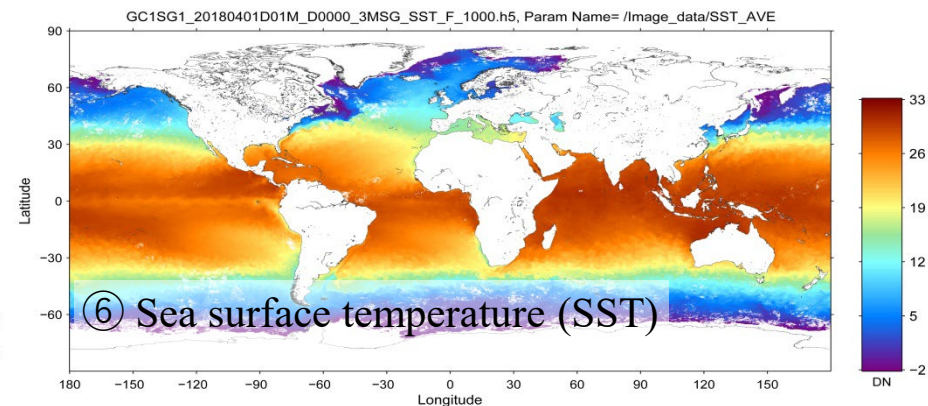 GC1SG1_20180401D01M_D0000_3MSG_SST_F_1000.h5, Param Name= /Image_data/SST_AVE
90
60
30
0
−30
−60
Latitude
⑥ Sea surface temperature (SST)
180 −150 −120 −90 −60 −30 0 30 60 90 120 150
Longitude
33
26
19
12
5
−2
DN